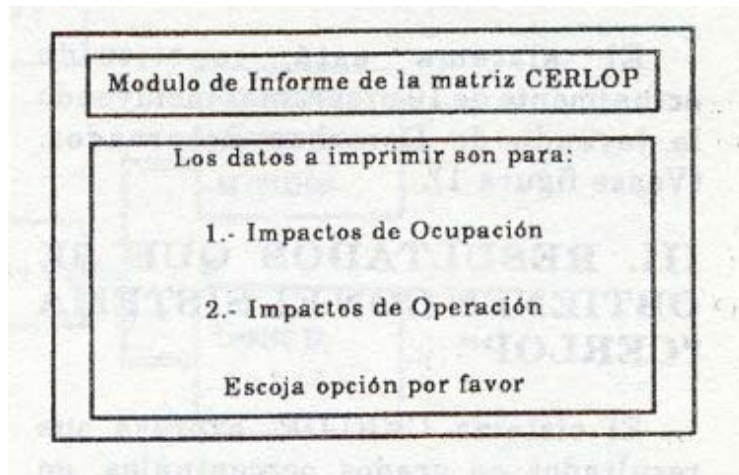 Modulo de Informe de la matriz CERLOP
Los datos a imprimir son para:
1.- Impactos de Ocupación
2.- Impactos de Operación
Escoja opción por favor